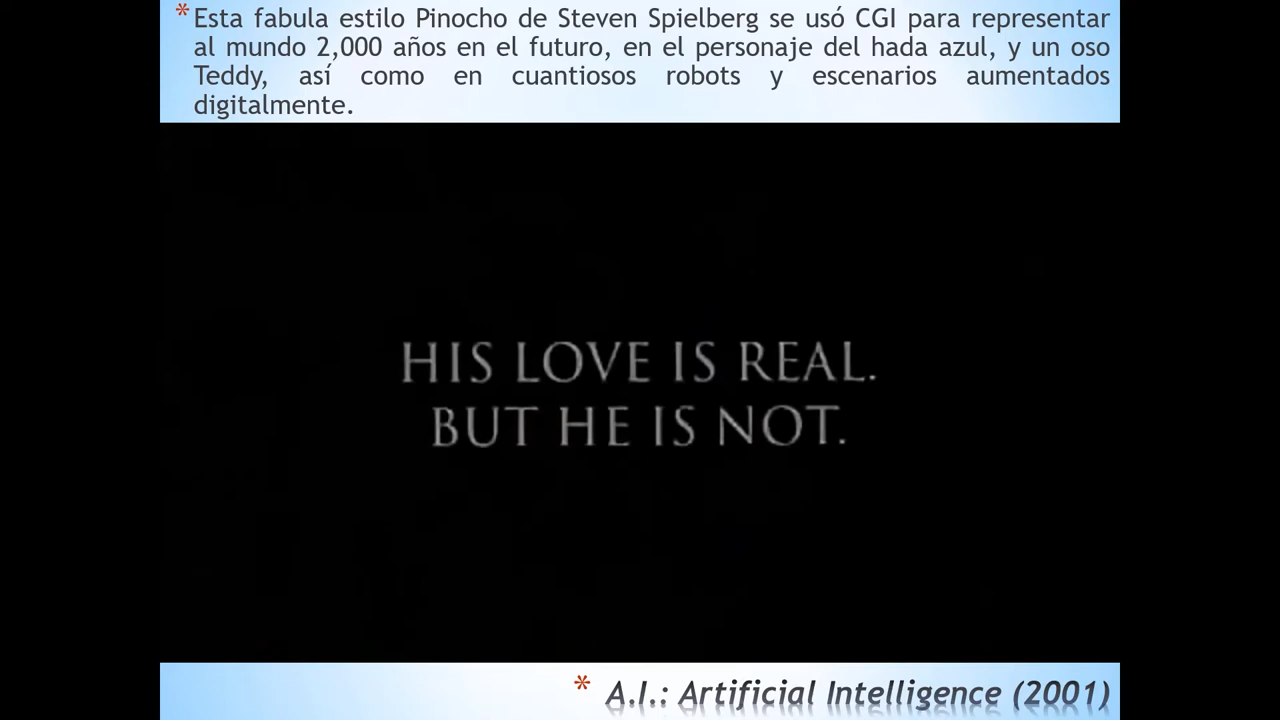 * Esta fabula estilo Pinocho de Steven Spielberg se usó CGI para representar
al mundo 2,000 años en el futuro, en el personaje del hada azul, y un oso
Teddy, así como en cuantiosos robots y escenarios aumentados
digitalmente.
HIS LOVE IS REAL.
BUT HE IS NOT.
* A.I.: Artificial Intelligence (2001)